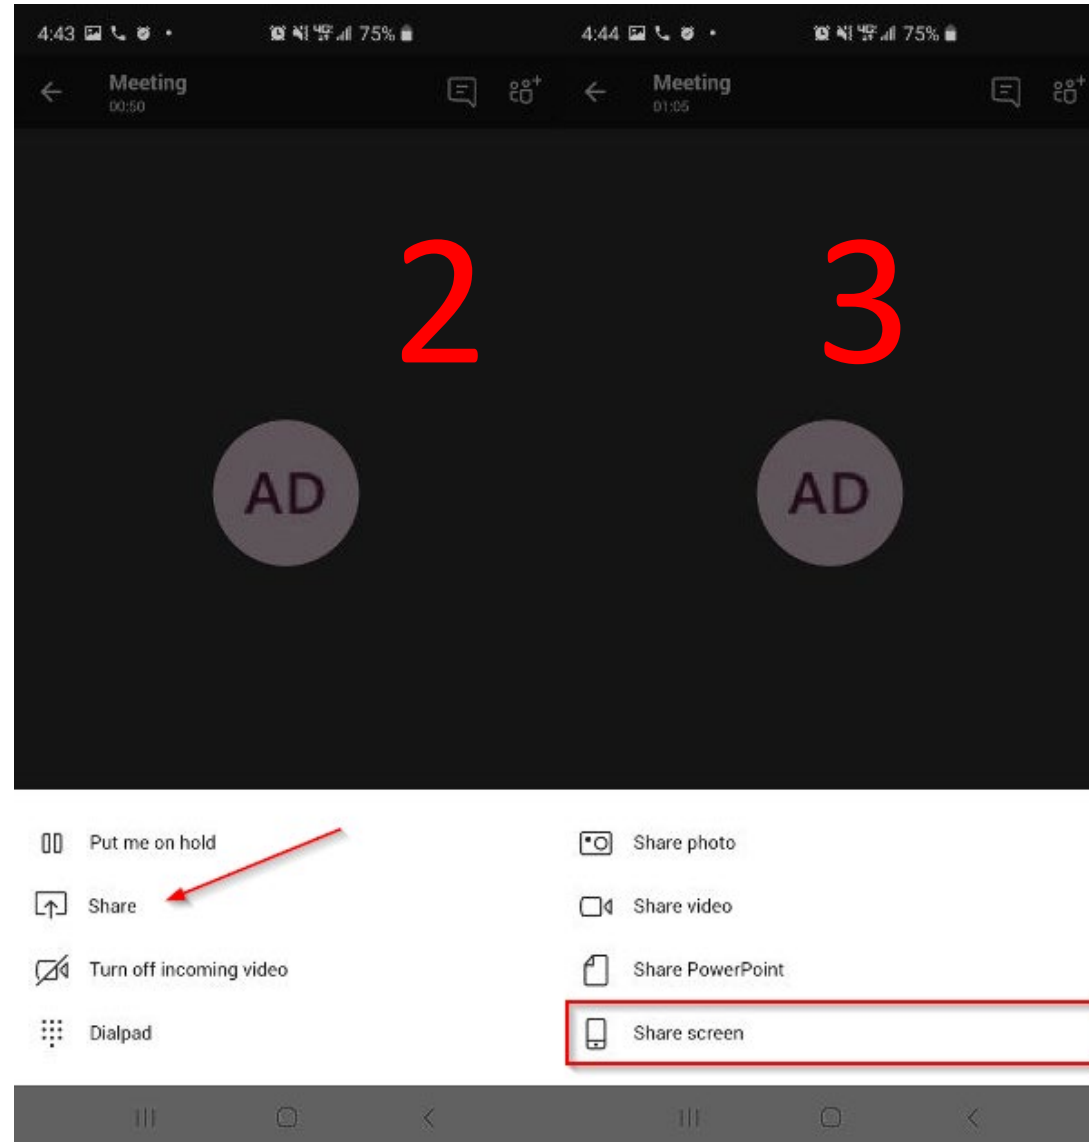 4:43 75%
Meeting
00:50
2
AD
Put me on hold
Share
Turn off incoming video
Dialpad
4:44 75%
Meeting
01:05
3
AD
Share photo
Share video
Share PowerPoint
Share screen